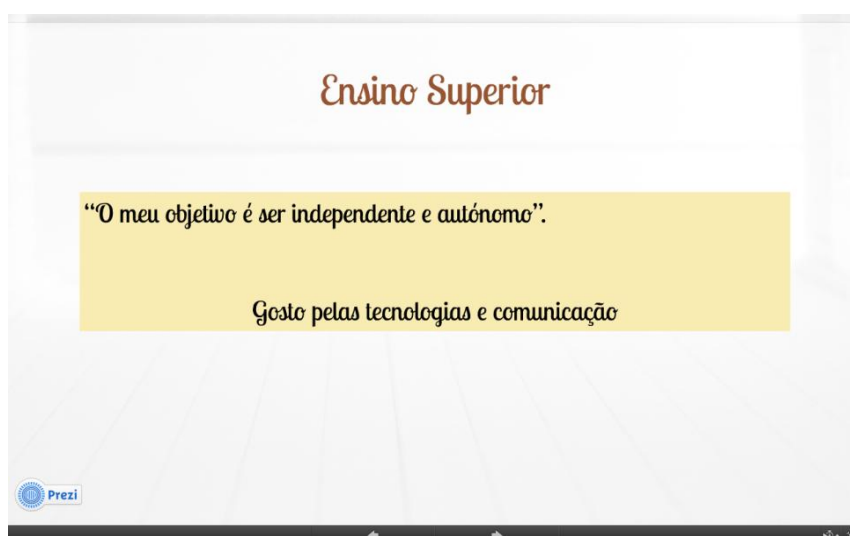 Ensino Superior
“O meu objetivo é ser independente e autónomo”.
Gosto pelas tecnologias e comunicação
Prezi